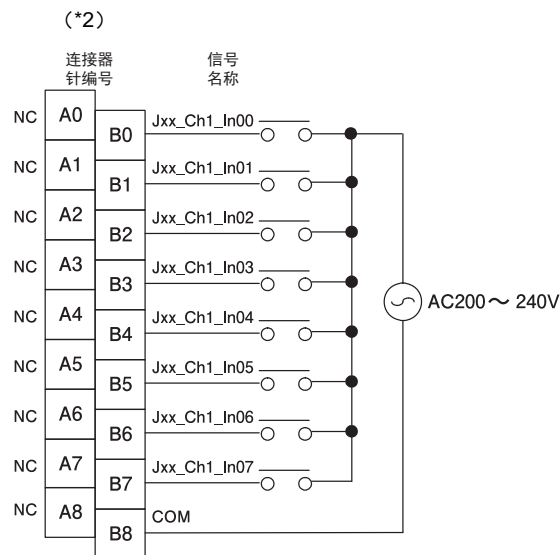 (*2)
连接器 信号
针编号 名称
NC A0 B0 Jxx_Ch1_In00
NC A1 B1 Jxx_Ch1_In01
NC A2 B2 Jxx_Ch1_In02
NC A3 B3 Jxx_Ch1_In03
AC200～240V
NC A4 B4 Jxx_Ch1_In04
NC A5 B5 Jxx_Ch1_In05
NC A6 B6 Jxx_Ch1_In06
NC A7 B7 Jxx_Ch1_In07
NC A8 B8 COM